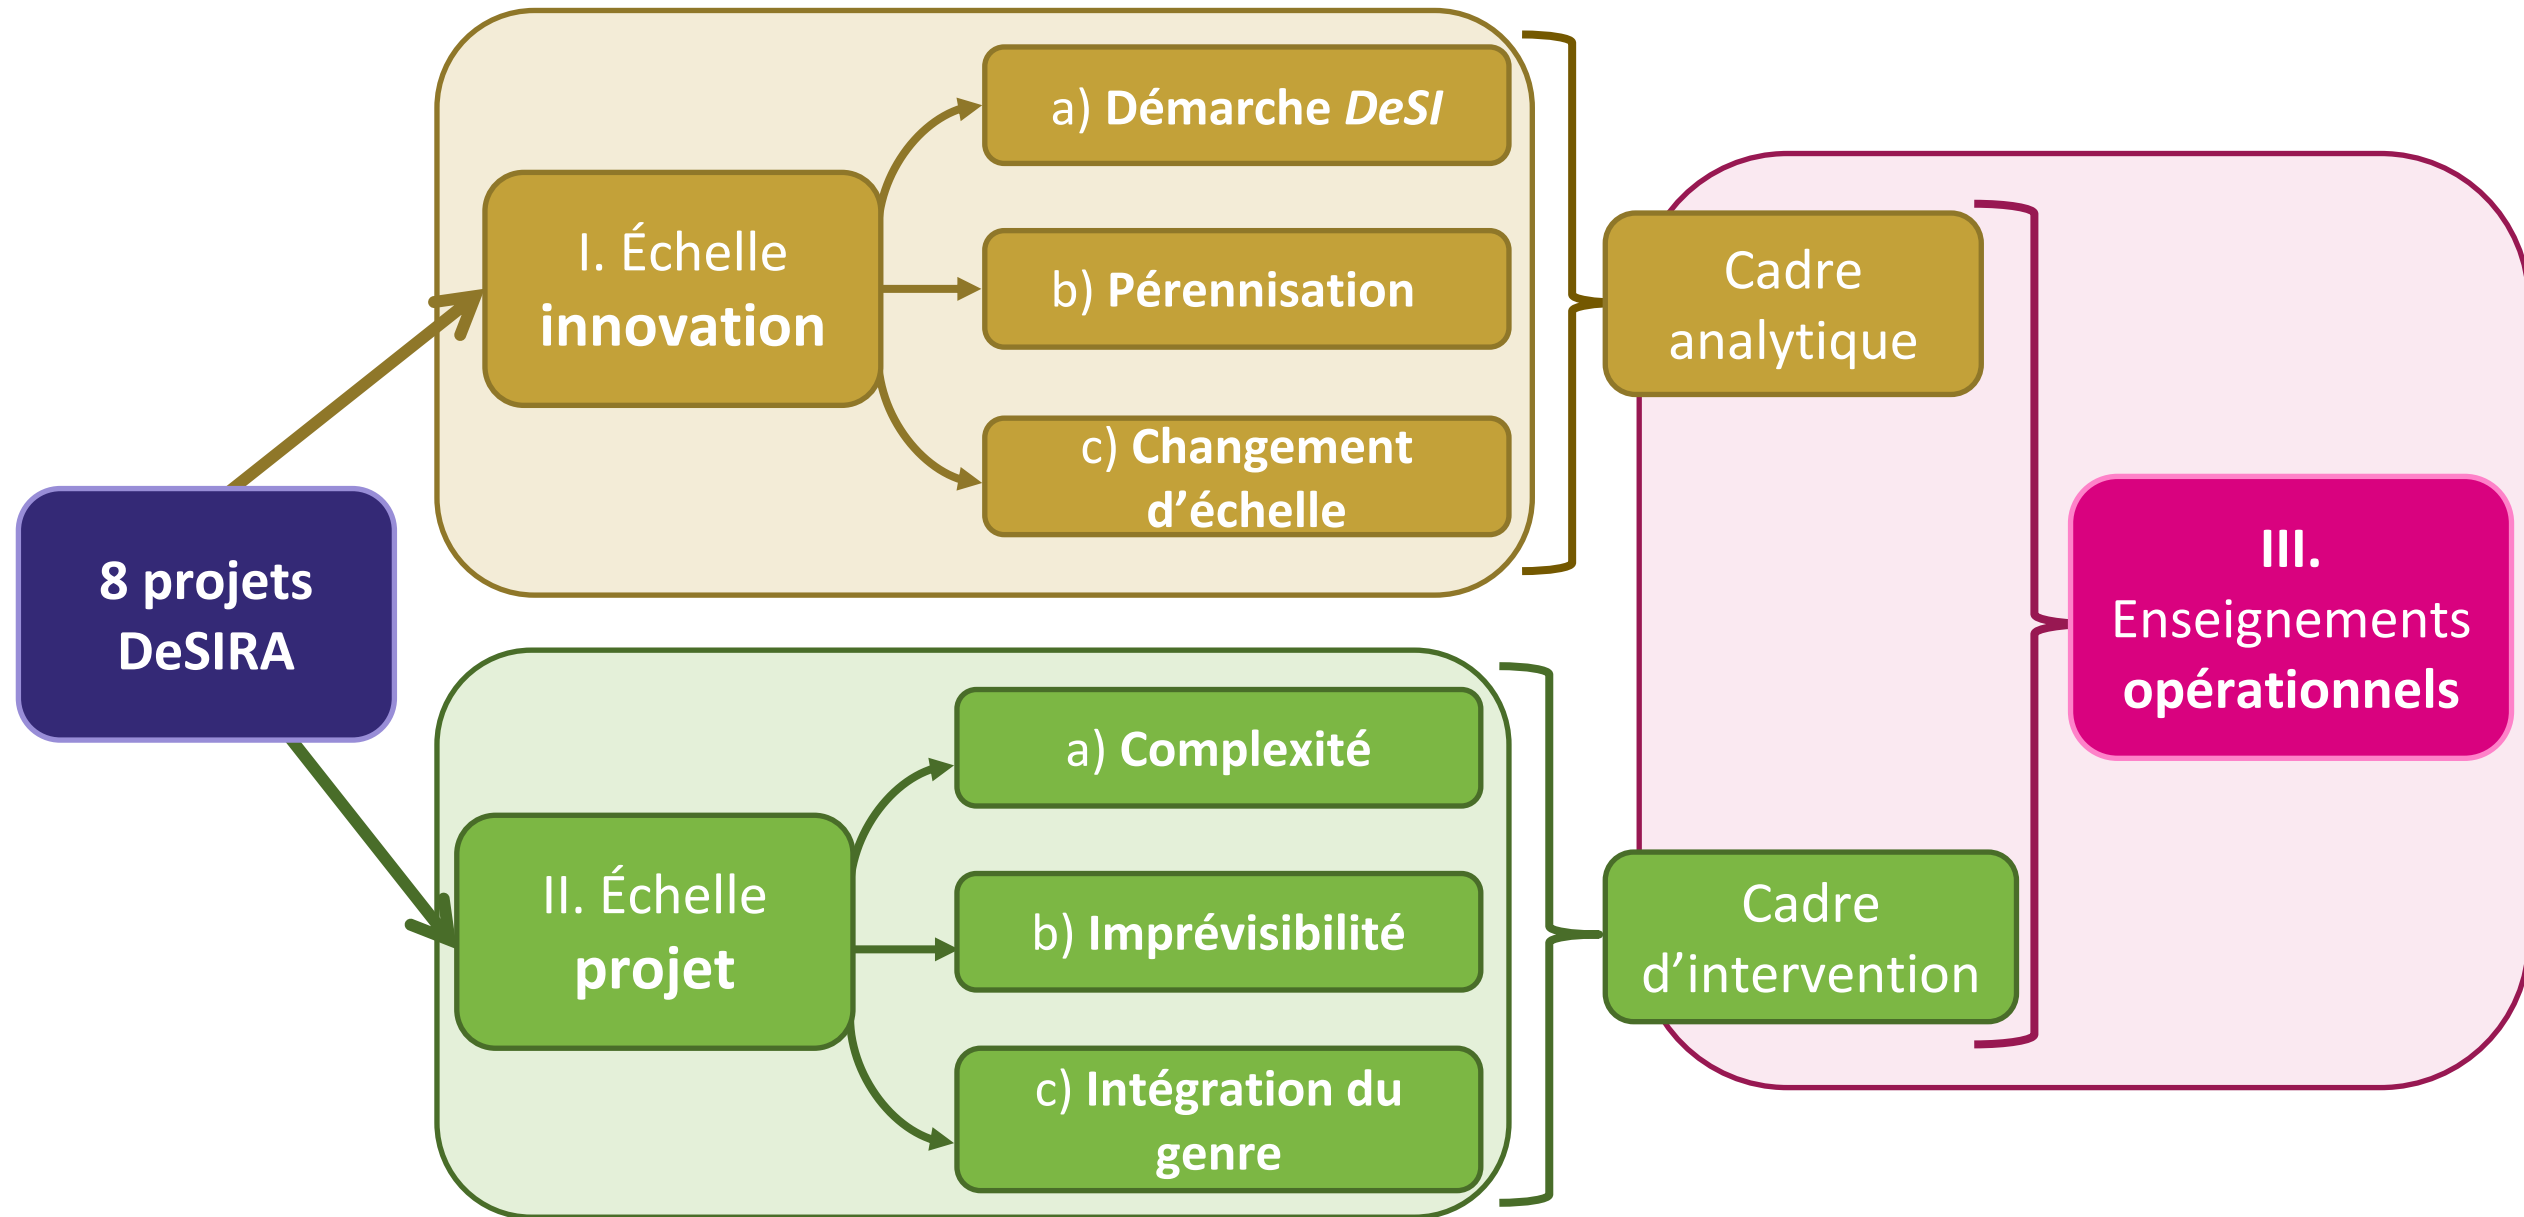 8 projets
DeSIRA
I. Échelle
innovation
a) Démarche DeSI
b) Pérennisation
c) Changement
d’échelle
Cadre
analytique
II. Échelle
projet
a) Complexité
b) Imprévisibilité
c) Intégration du
genre
Cadre
d’intervention
III.
Enseignements
opérationnels